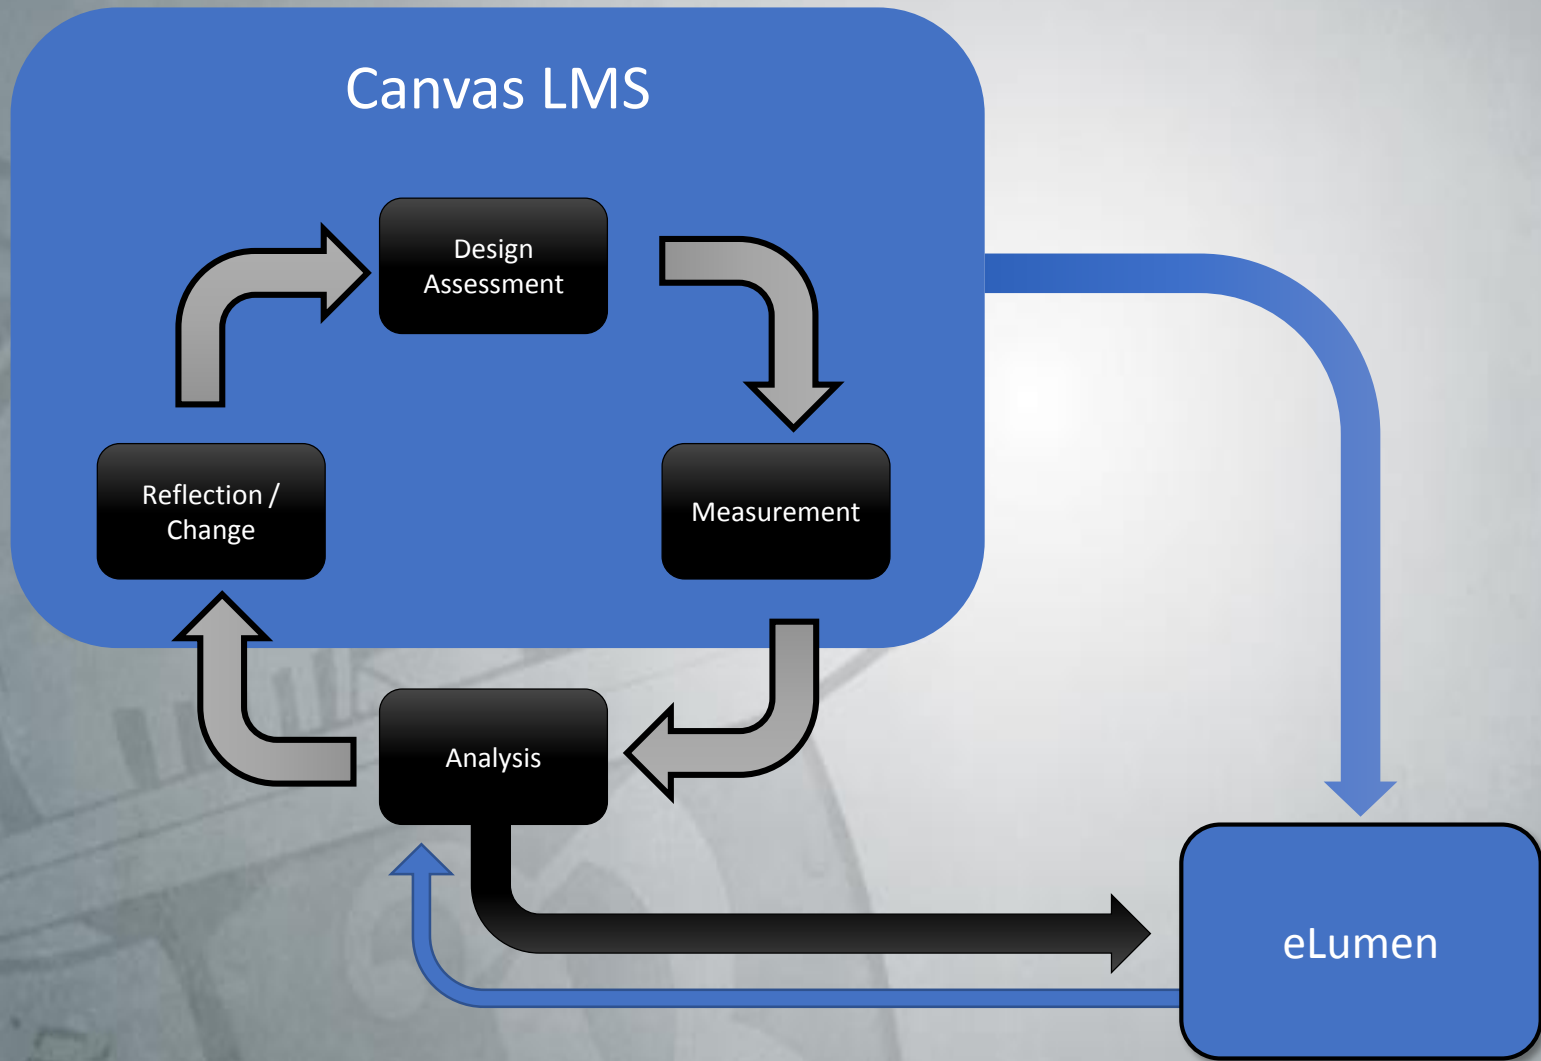 Canvas LMS
Design
Assessment
Reflection /
Change
Measurement
Analysis
eLumen